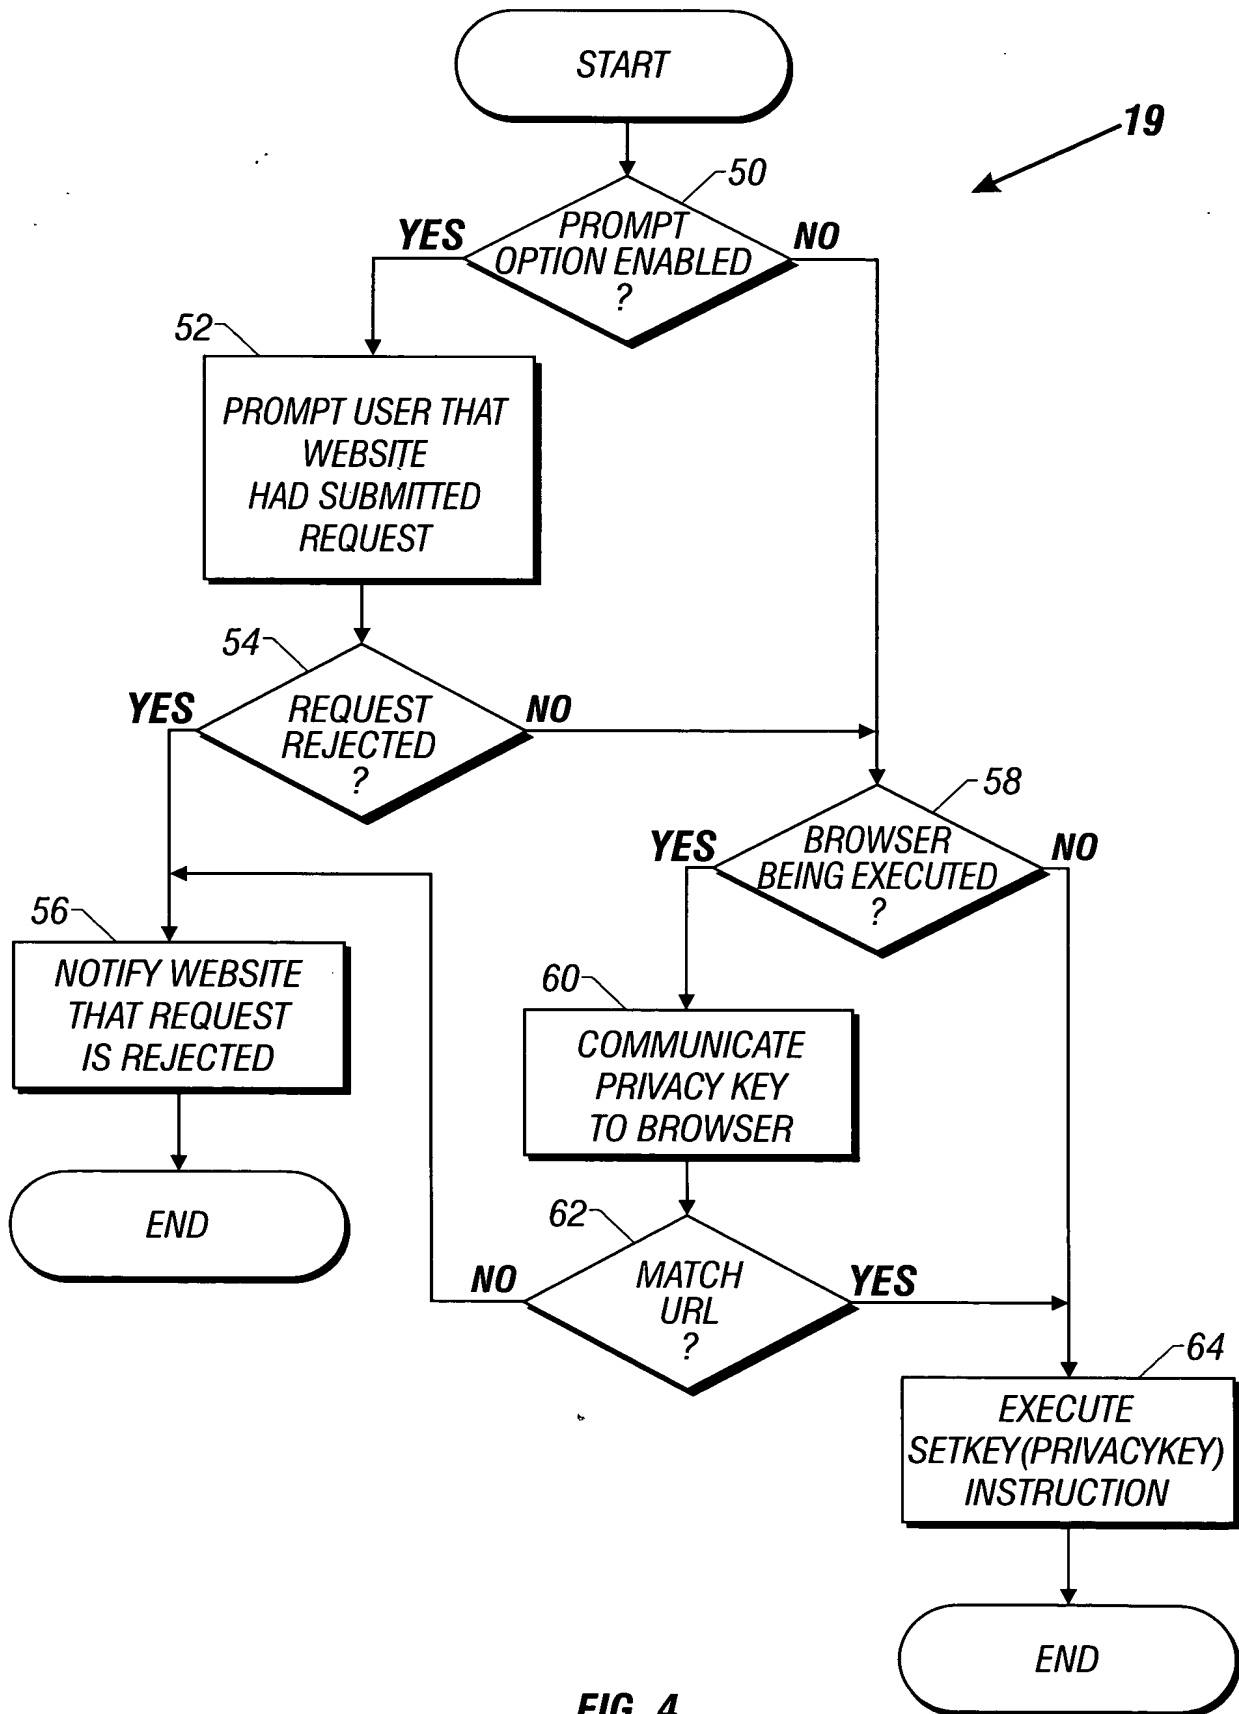 START
19
50
PROMPT
OPTION ENABLED
?
YES
NO
52
PROMPT USER THAT
WEBSITE
HAD SUBMITTED
REQUEST
54
REQUEST
REJECTED
?
YES
NO
58
BROWSER
BEING EXECUTED
?
YES
NO
56
NOTIFY WEBSITE
THAT REQUEST
IS REJECTED
END
60
COMMUNICATE
PRIVACY KEY
TO BROWSER
62
MATCH
URL
?
NO
YES
64
EXECUTE
SETKEY(PRIVACYKEY)
INSTRUCTION
END
FIG. 4